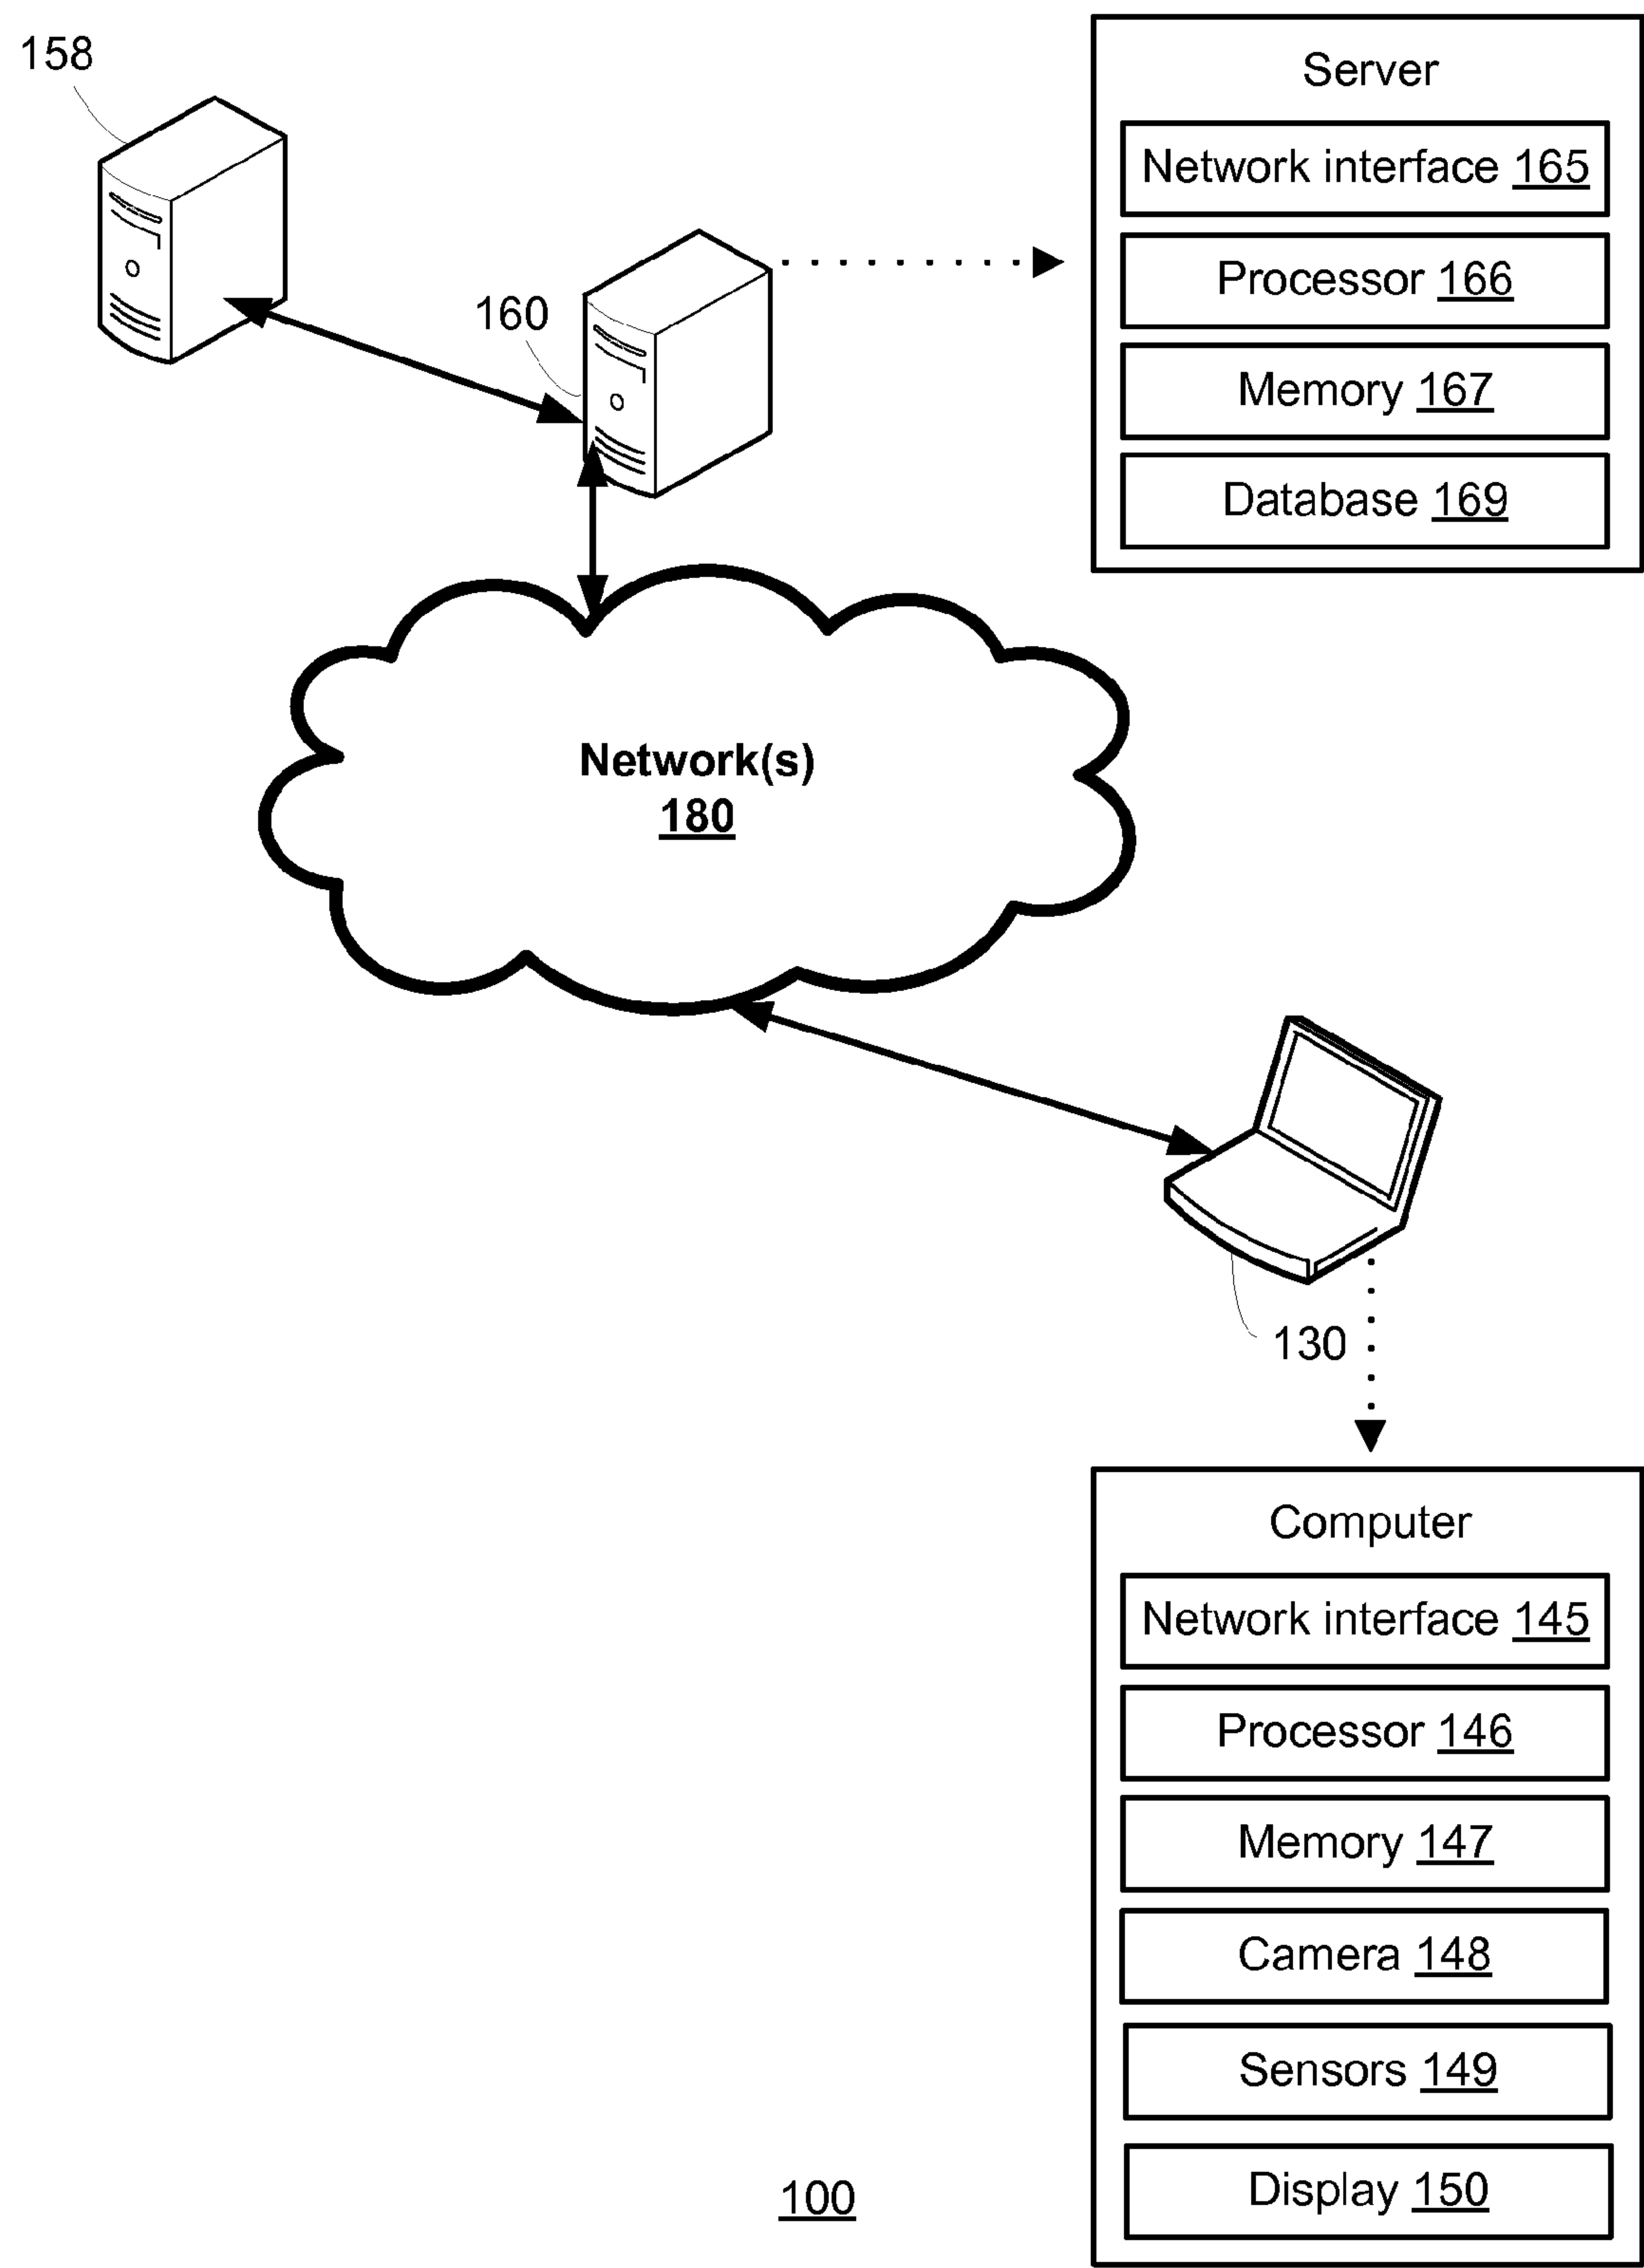 158
Server
Network interface 165
Processor 166
160
Memory 167
Database 169
Network(s)
180
130
Computer
Network interface 145
Processor 146
Memory 147
Camera 148
Sensors 149
Display 150
100